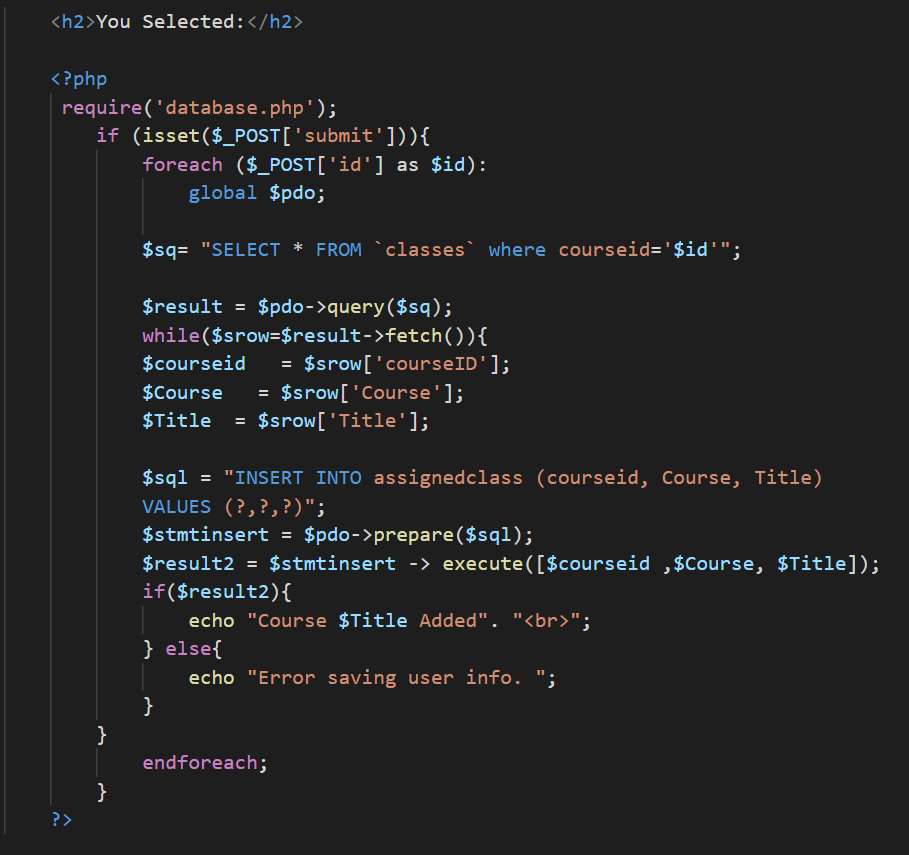 <h2>You Selected:</h2>
<?php
require('database.php');
if (isset($_POST['submit'])){
foreach ($_POST['id'] as $id):
global $pdo;
$sq= "SELECT * FROM `classes` where courseid='$id'";
$result = $pdo->query($sq);
while($srow=$result->fetch()){
$courseid   = $srow['courseID'];
$Course   = $srow['Course'];
$Title  = $srow['Title'];
$sql = "INSERT INTO assignedclass (courseid, Course, Title)
VALUES (?,?,?)";
$stmtinsert = $pdo->prepare($sql);
$result2 = $stmtinsert -> execute([$courseid ,$Course, $Title]);
if($result2){
echo "Course $Title Added". "<br>";
} else{
echo "Error saving user info. ";
}
}
endforeach;
}
?>